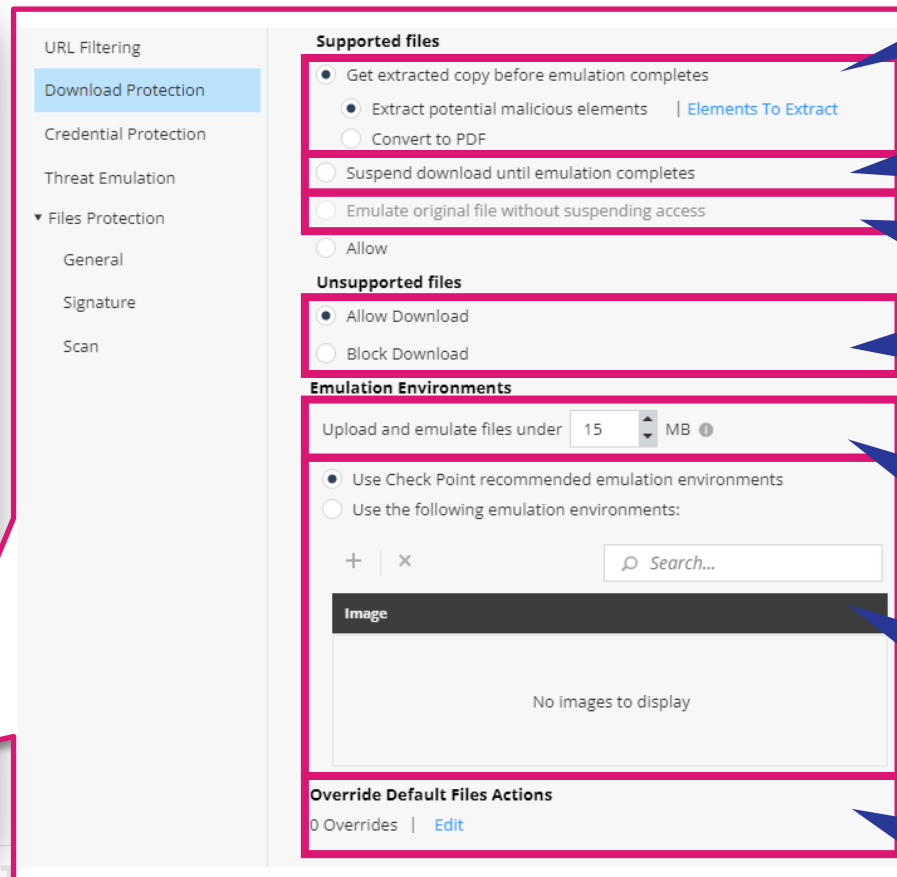 URL Filtering
Download Protection
Credential Protection
Threat Emulation
Files Protection
General
Signature
Scan
Supported files
Get extracted copy before emulation completes
Extract potential malicious elements | Elements To Extract
Convert to PDF
Suspend download until emulation completes
Emulate original file without suspending access
Allow
Unsupported files
Allow Download
Block Download
Emulation Environments
Upload and emulate files under 15 MB
Use Check Point recommended emulation environments
Use the following emulation environments:
Search...
Image
No images to display
Override Default Files Actions
0 Overrides | Edit